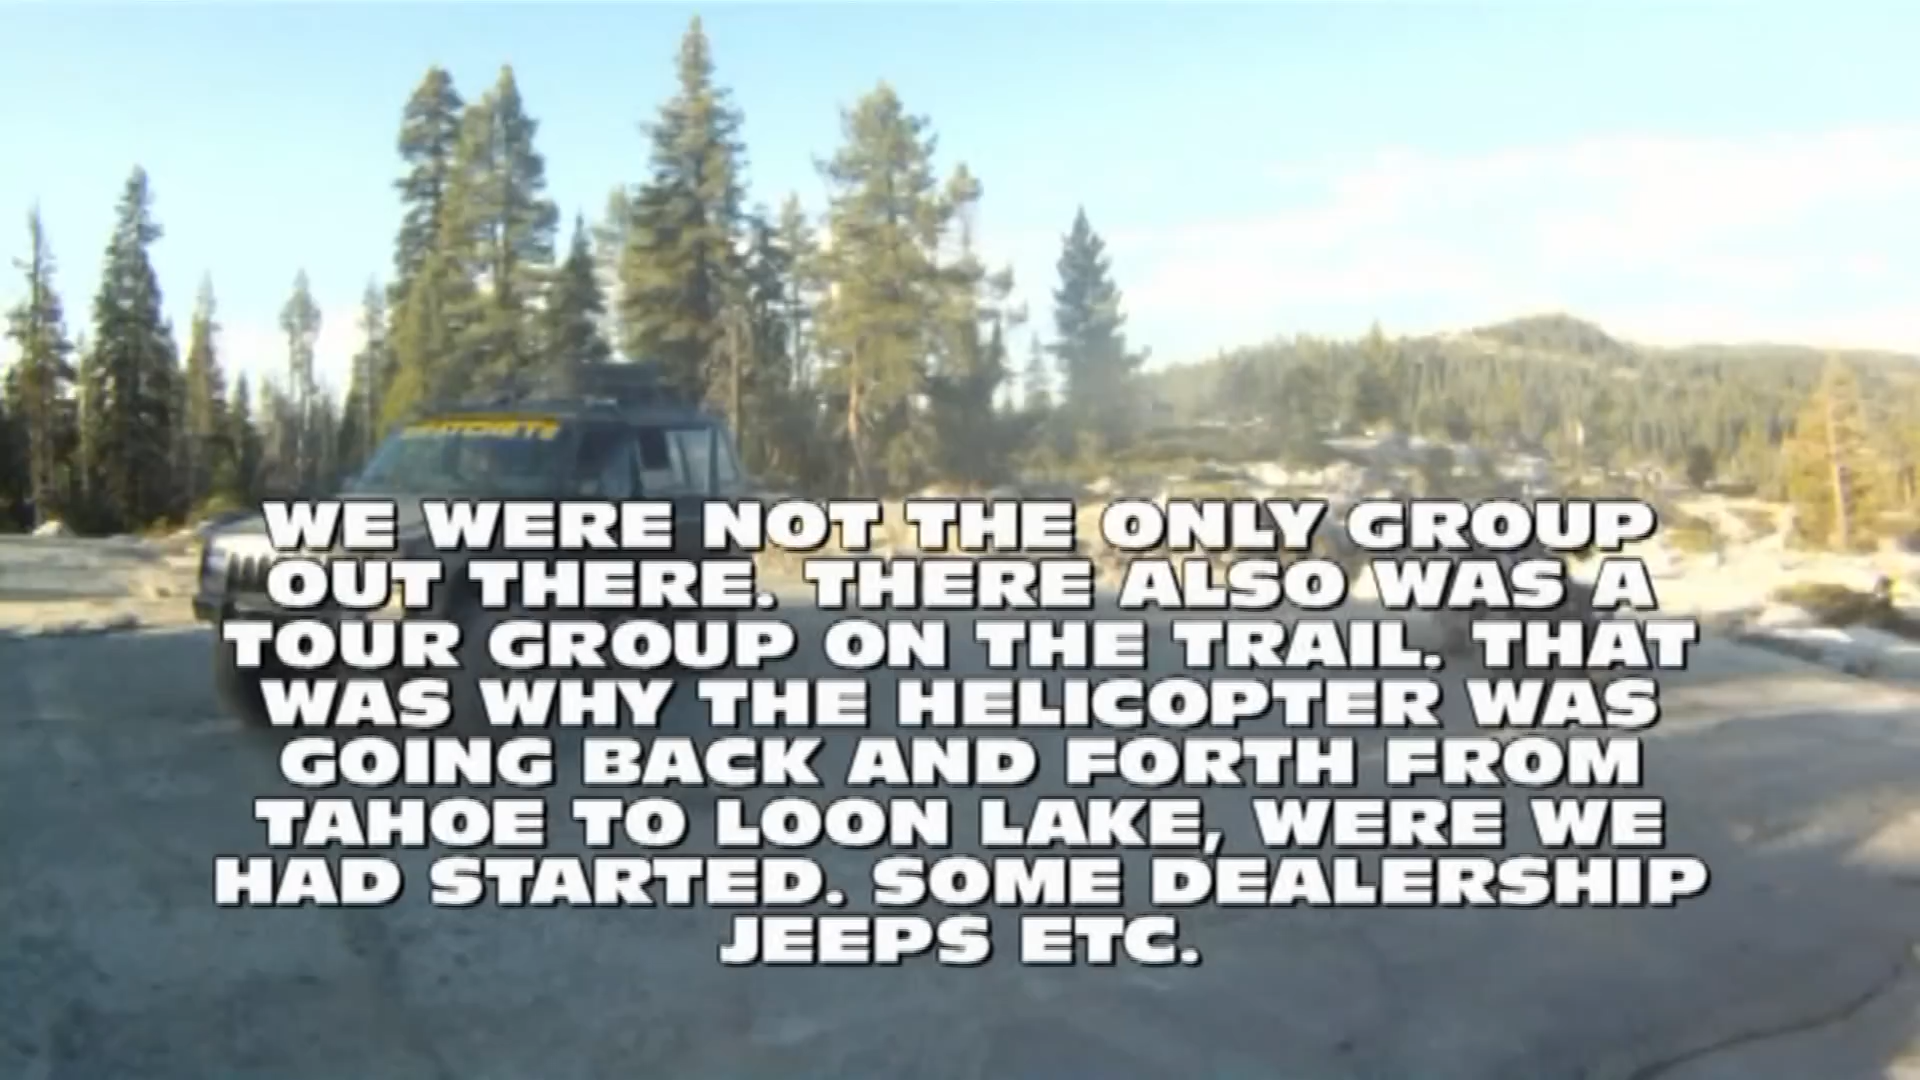 WE WERE NOT THE ONLY GROUP
OUT THERE. THERE ALSO WAS A
TOUR GROUP ON THE TRAIL. THAT
WAS WHY THE HELICOPTER WAS
GOING BACK AND FORTH FROM
TAHOE TO LOON LAKE, WERE WE
HAD STARTED. SOME DEALERSHIP
JEEPS ETC.